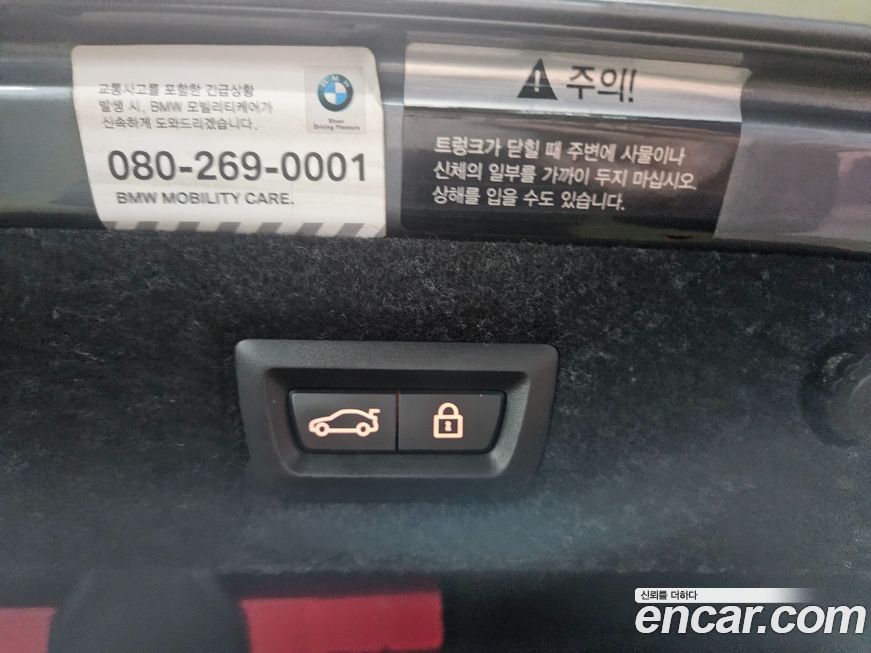 교통사고를 포함한 긴급상황
발생 시, BMW 모빌리티케어가
신속하게 도와드리겠습니다.
BMW
Sheer
Driving Pleasure
080-269-0001
BMW MOBILITY CARE.
주의!
트렁크가 닫힐 때 주변에 사물이나
신체의 일부를 가까이 두지 마십시오.
상해를 입을 수도 있습니다.
신뢰를 더하다
encar.com